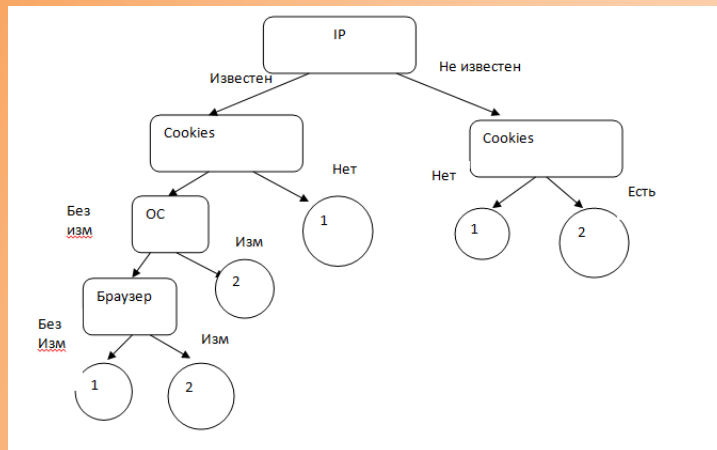 IP
Известен
Не известен
Cookies
Cookies
Нет
Нет
Есть
Без
изм
ОС
1
1
2
Изм
2
Браузер
Без
Изм
Изм
1
2